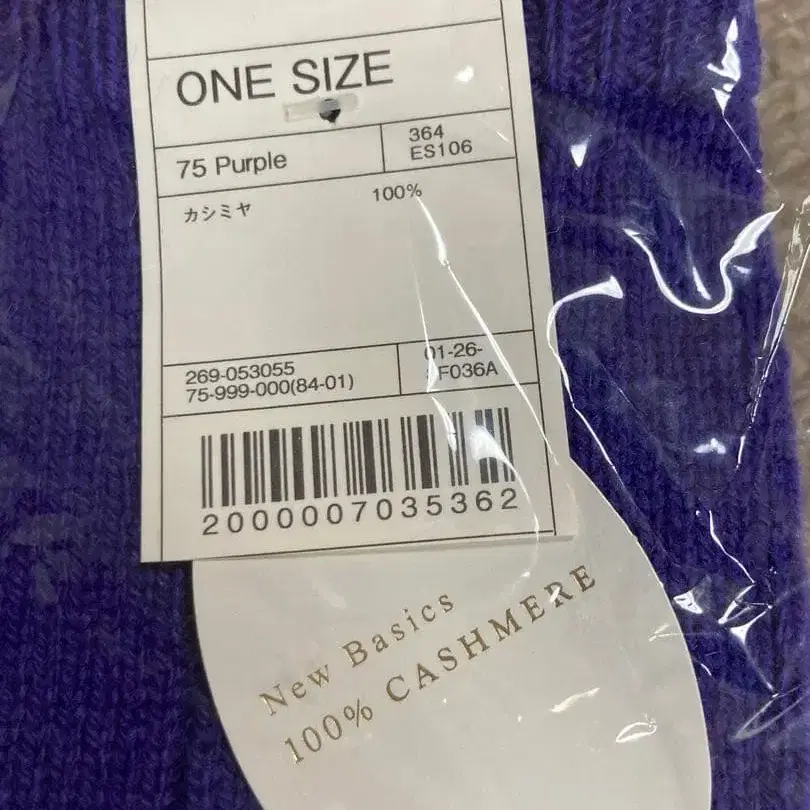 ONE SIZE
75 Purple
364
ES106
カシミヤ 100%
269-053055
75-999-000(84-01)
01-26-
F036A
2000007035362
New Basics
100% CASHMERE